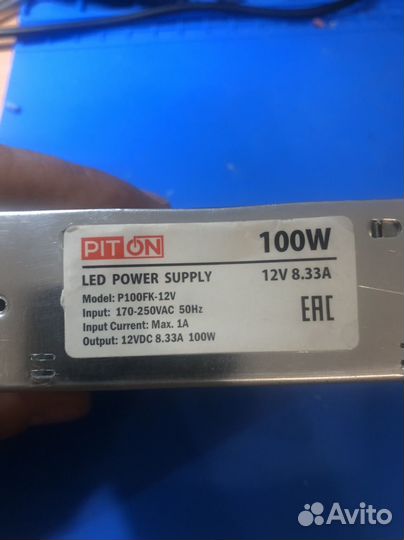 PITON
100W
LED POWER SUPPLY
12V 8.33A
Model: P100FK-12V
Input: 170-250VAC 50Hz
Input Current: Max. 1A
Output: 12VDC 8.33A 100W
EAC
Avito